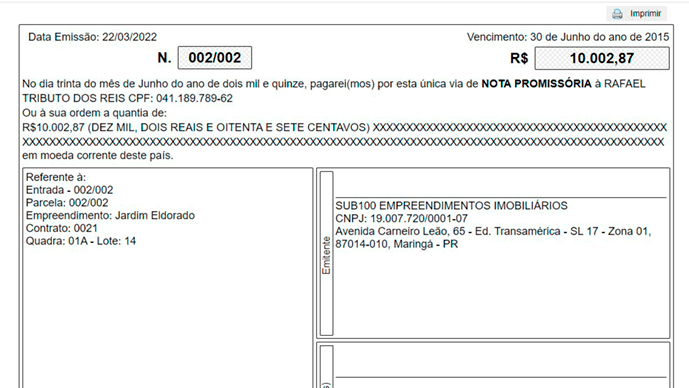 Imprimir
Data Emissão: 22/03/2022 Vencimento: 30 de Junho do ano de 2015
N. 002/002 R$ 10.002,87
No dia trinta do mês de Junho do ano de dois mil e quinze, pagarei(mos) por esta única via de NOTA PROMISSÓRIA à RAFAEL
TRIBUTO DOS REIS CPF: 041.189.789-62
Ou à sua ordem a quantia de:
R$10.002,87 (DEZ MIL, DOIS REAIS E OITENTA E SETE CENTAVOS) XXXXXXXXXXXXXXXXXXXXXXXXXXXXXXXXXXXXXXXXXXXX
XXXXXXXXXXXXXXXXXXXXXXXXXXXXXXXXXXXXXXXXXXXXXXXXXXXXXXXXXXXXXXXXXXXXXXXXXXXXXXXXXXXXXXXXXXXXXXXX
em moeda corrente deste país.
Referente à:
Entrada - 002/002
Parcela: 002/002
Empreendimento: Jardim Eldorado
Contrato: 0021
Quadra: 01A - Lote: 14
Emitente
SUB100 EMPREENDIMENTOS IMOBILIÁRIOS
CNPJ: 19.007.720/0001-07
Avenida Carneiro Leão, 65 - Ed. Transamérica - SL 17 - Zona 01,
87014-010, Maringá - PR